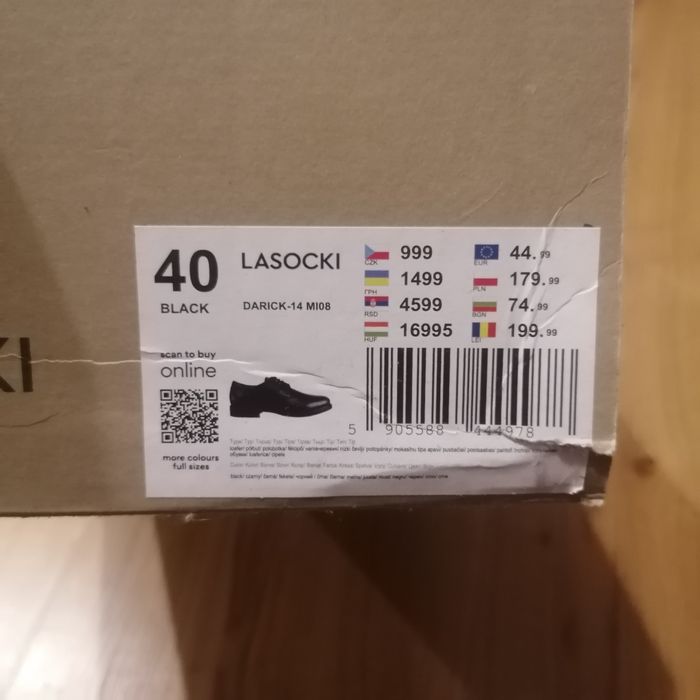 40
BLACK
LASOCKI
DARICK-14 MI08
CZK 999
ГРН 1499
RSD 4599
HUF 16995
EUR 44.99
PLN 179.99
BGN 74.99
LEI 199.99
scan to buy
online
more colours
full sizes
5 905588 444978
KI